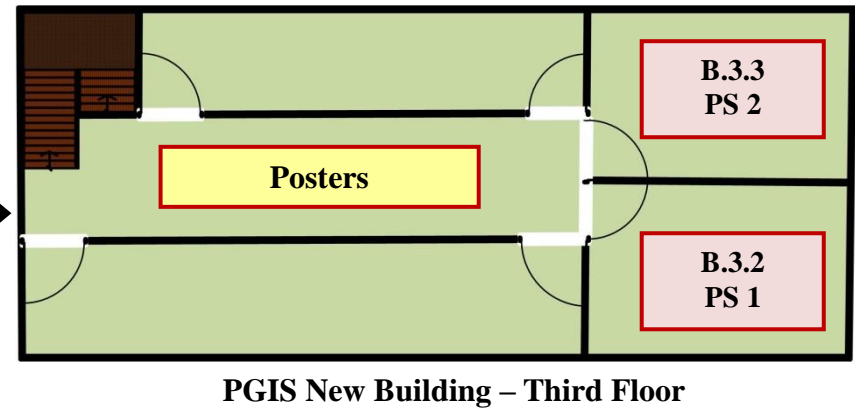 B.3.3
PS 2
Posters
B.3.2
PS 1
PGIS New Building – Third Floor